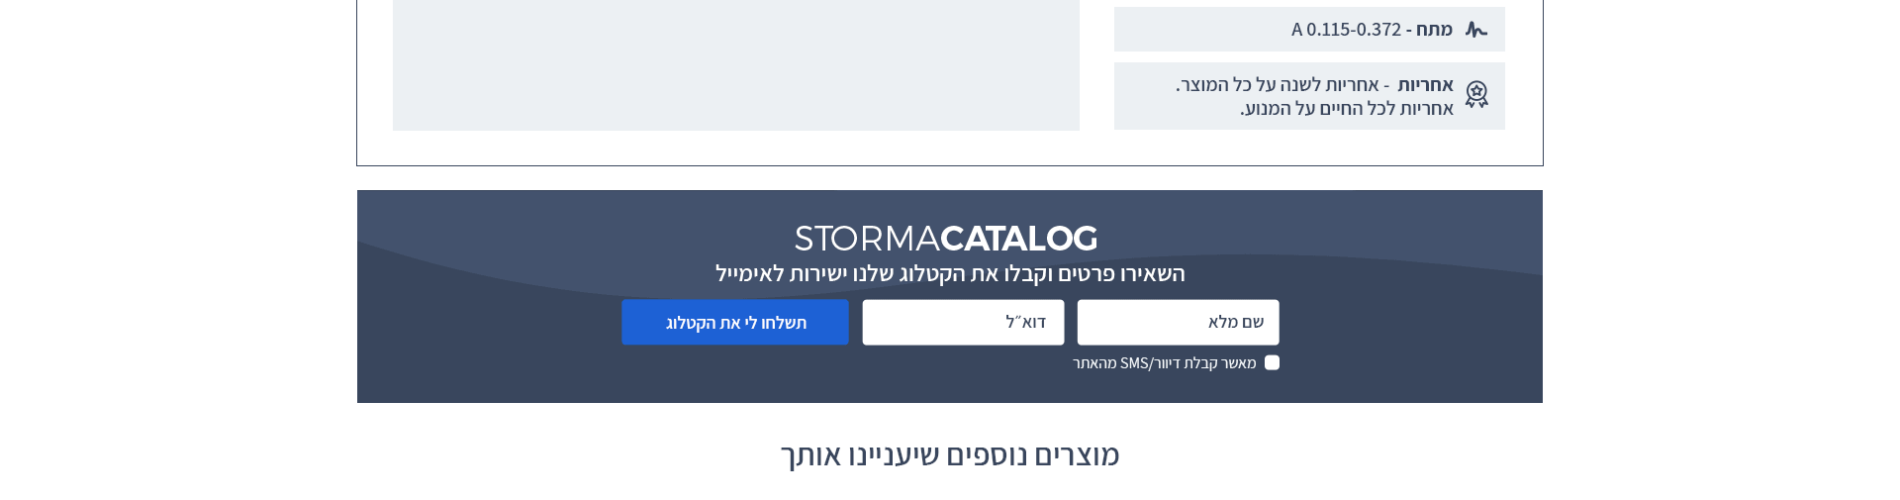 מתח - 0.115-0.372 A
אחריות - אחריות לשנה על כל המוצר.
אחריות לכל החיים על המנוע.
STORMACATALOG
השאירו פרטים וקבלו את הקטלוג שלנו ישירות לאימייל
שם מלא
דוא״ל
תשלחו לי את הקטלוג
מאשר קבלת דיוור/SMS מהאתר
מוצרים נוספים שיעניינו אותך